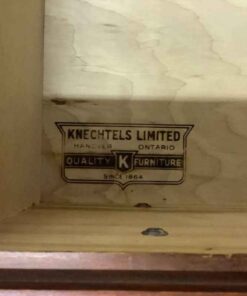 KNECHTELS LIMITED
HANOVER ONTARIO
QUALITY K FURNITURE
SINCE 1864